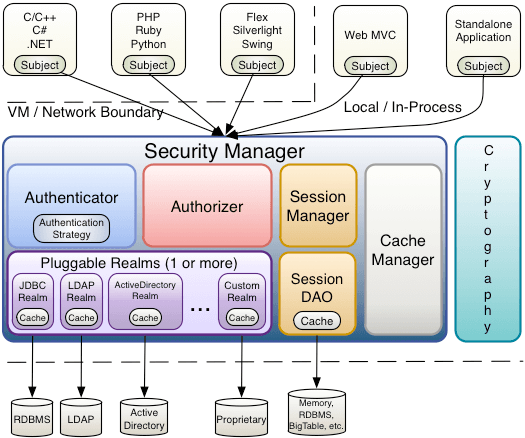 C/C++
C#
.NET
Subject
PHP
Ruby
Python
Subject
Flex
Silverlight
Swing
Subject
Web MVC
Subject
Standalone
Application
Subject
VM / Network Boundary
Local / In-Process
Security Manager
Authenticator
Authentication
Strategy
Authorizer
Session
Manager
Cache
Manager
Cryptography
Pluggable Realms (1 or more)
JDBC
Realm
Cache
LDAP
Realm
Cache
ActiveDirectory
Realm
Cache
...
Custom
Realm
Cache
Session
DAO
Cache
RDBMS
LDAP
Active
Directory
Proprietary
Memory,
RDBMS,
BigTable, etc.